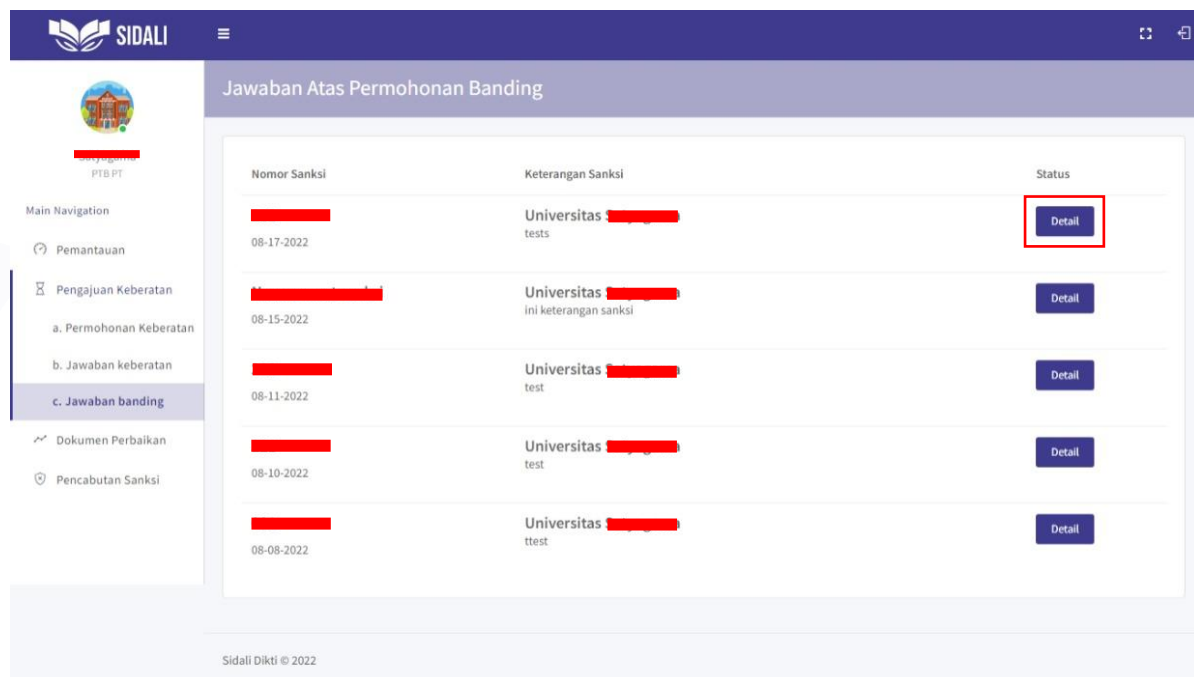 SIDALI
Jawaban Atas Permohonan Banding
PTB PT
Main Navigation
Pemantauan
Pengajuan Keberatan
a. Permohonan Keberatan
b. Jawaban keberatan
c. Jawaban banding
Dokumen Perbaikan
Pencabutan Sanksi
Nomor Sanksi Keterangan Sanksi Status
Universitas Detail
tests
08-17-2022
Universitas Detail
ini keterangan sanksi
08-15-2022
Universitas Detail
test
08-11-2022
Universitas Detail
test
08-10-2022
Universitas Detail
ttest
08-08-2022
Sidali Dikti © 2022